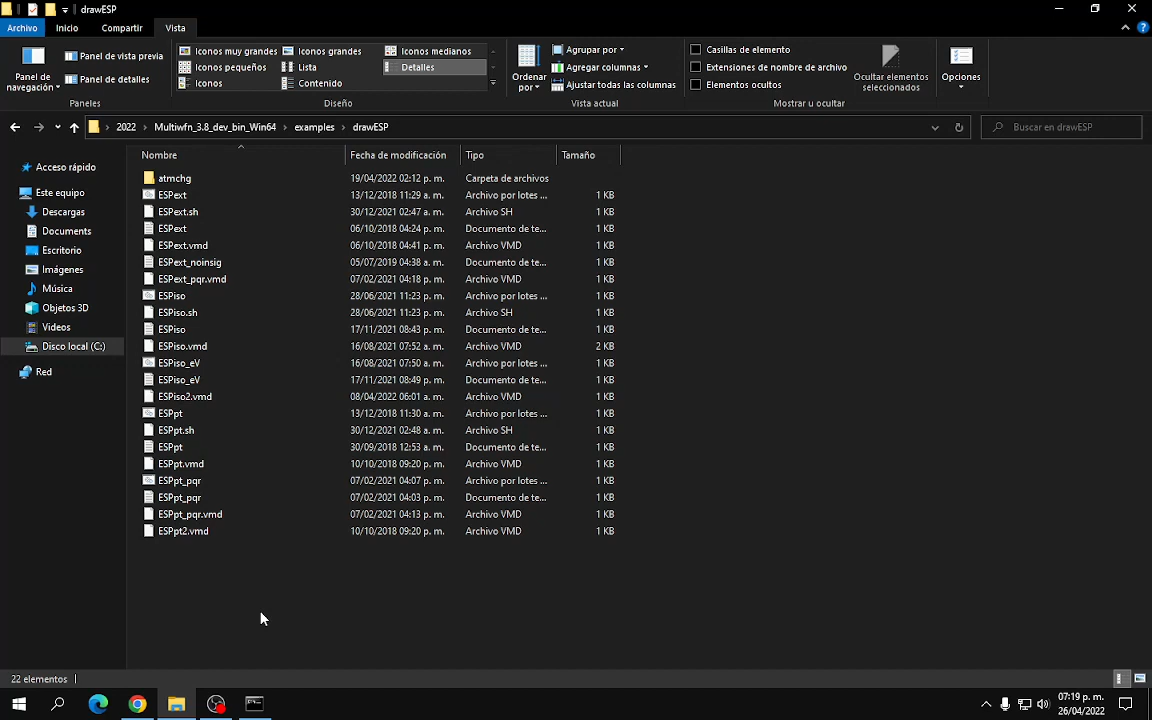 drawESP
Archivo Inicio Compartir Vista
Panel de navegación
Panel de vista previa
Panel de detalles
Paneles
Iconos muy grandes Iconos grandes Iconos medianos
Iconos pequeños Lista Detalles
Iconos Contenido
Diseño
Ordenar por
Agrupar por
Agregar columnas
Ajustar todas las columnas
Vista actual
Casillas de elemento
Extensiones de nombre de archivo
Elementos ocultos
Ocultar elementos seleccionados
Mostrar u ocultar
Opciones
2022 > Multiwfn_3.8_dev_bin_Win64 > examples > drawESP
Buscar en drawESP
Acceso rápido
Este equipo
Descargas
Documents
Escritorio
Imágenes
Música
Objetos 3D
Videos
Disco local (C:)
Red
Nombre Fecha de modificación Tipo Tamaño
atmchg 19/04/2022 02:12 p. m. Carpeta de archivos
ESPext 13/12/2018 11:29 a. m. Archivo por lotes ... 1 KB
ESPext.sh 30/12/2021 02:47 a. m. Archivo SH 1 KB
ESPext 06/10/2018 04:24 p. m. Documento de te... 1 KB
ESPext.vmd 06/10/2018 04:41 p. m. Archivo VMD 1 KB
ESPext_noinsig 05/07/2019 04:38 a. m. Documento de te... 1 KB
ESPext_pqr.vmd 07/02/2021 04:18 p. m. Archivo VMD 1 KB
ESPiso 28/06/2021 11:23 p. m. Archivo por lotes ... 1 KB
ESPiso.sh 28/06/2021 11:23 p. m. Archivo SH 1 KB
ESPiso 17/11/2021 08:43 p. m. Documento de te... 1 KB
ESPiso.vmd 16/08/2021 07:52 a. m. Archivo VMD 2 KB
ESPiso_eV 16/08/2021 07:50 a. m. Archivo por lotes ... 1 KB
ESPiso_eV 17/11/2021 08:49 p. m. Documento de te... 1 KB
ESPiso2.vmd 08/04/2022 06:01 a. m. Archivo VMD 1 KB
ESPpt 13/12/2018 11:30 a. m. Archivo por lotes ... 1 KB
ESPpt.sh 30/12/2021 02:48 a. m. Archivo SH 1 KB
ESPpt 30/09/2018 12:53 p. m. Documento de te... 1 KB
ESPpt.vmd 10/10/2018 09:20 p. m. Archivo VMD 1 KB
ESPpt_pqr 07/02/2021 04:07 p. m. Archivo por lotes ... 1 KB
ESPpt_pqr 07/02/2021 04:03 p. m. Documento de te... 1 KB
ESPpt_pqr.vmd 07/02/2021 04:13 p. m. Archivo VMD 1 KB
ESPpt2.vmd 10/10/2018 09:20 p. m. Archivo VMD 1 KB
22 elementos
07:19 p. m.
26/04/2022